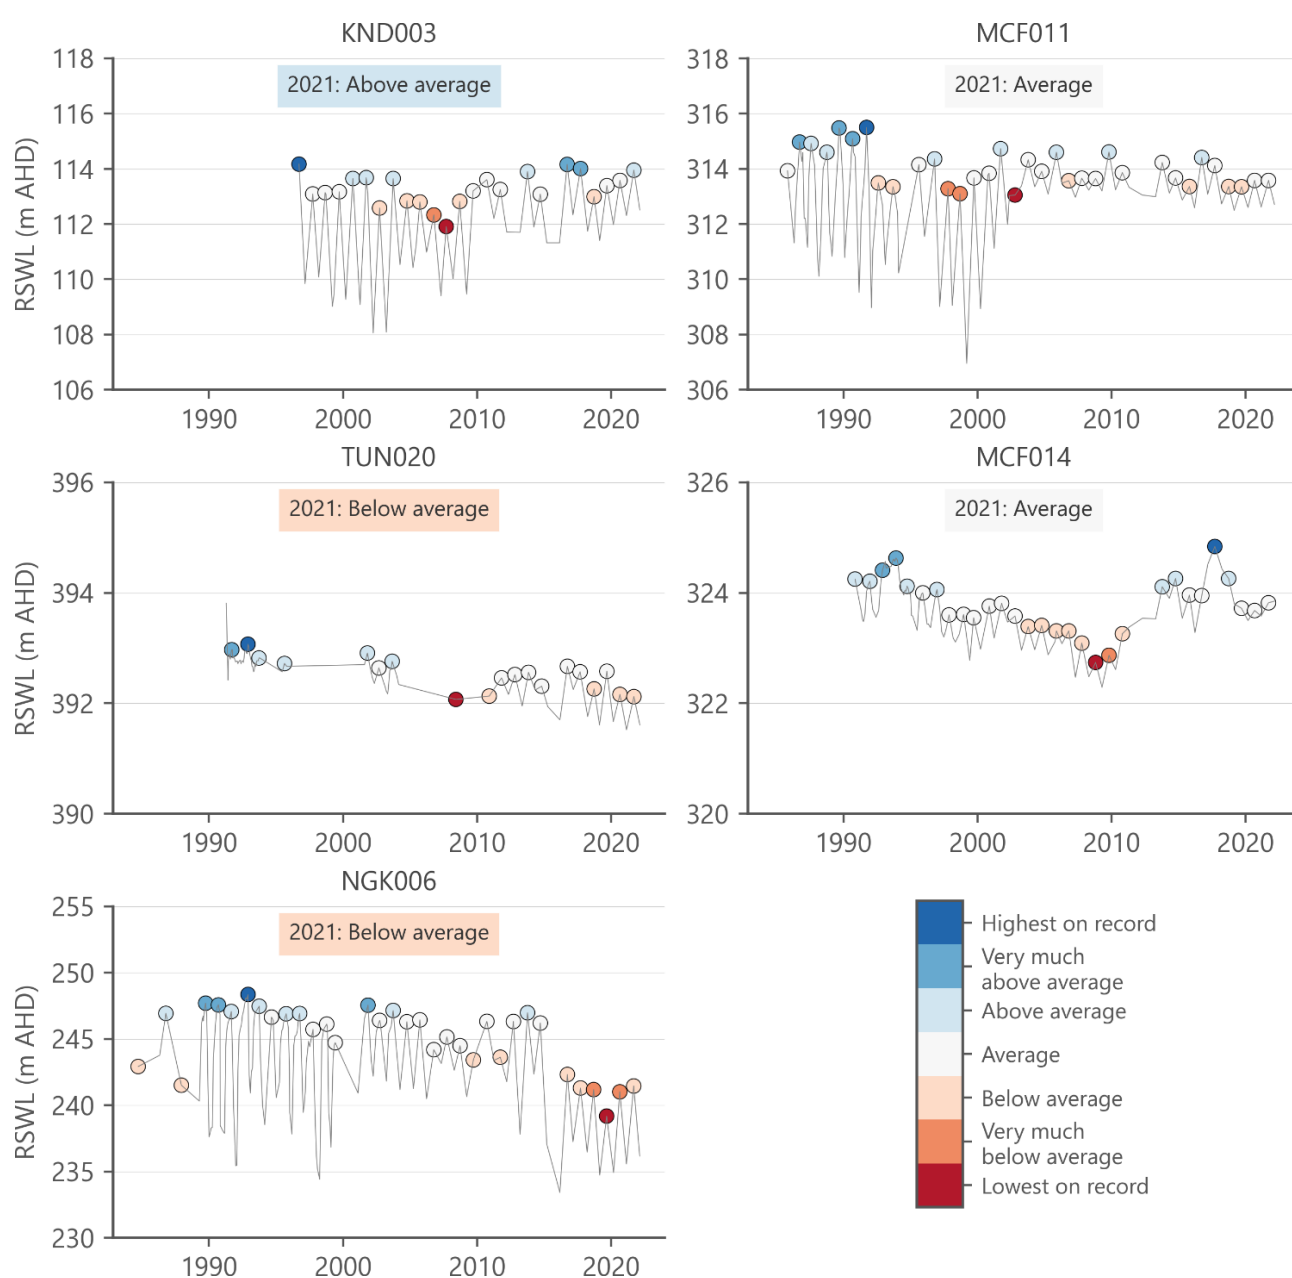 KND003
2021: Above average
RSWL (m AHD)
118
116
114
112
110
108
106
1990
2000
2010
2020
MCF011
2021: Average
318
316
314
312
310
308
306
1990
2000
2010
2020
TUN020
2021: Below average
RSWL (m AHD)
396
394
392
390
1990
2000
2010
2020
MCF014
2021: Average
326
324
322
320
1990
2000
2010
2020
NGK006
2021: Below average
RSWL (m AHD)
255
250
245
240
235
230
1990
2000
2010
2020
Highest on record
Very much
above average
Above average
Average
Below average
Very much
below average
Lowest on record